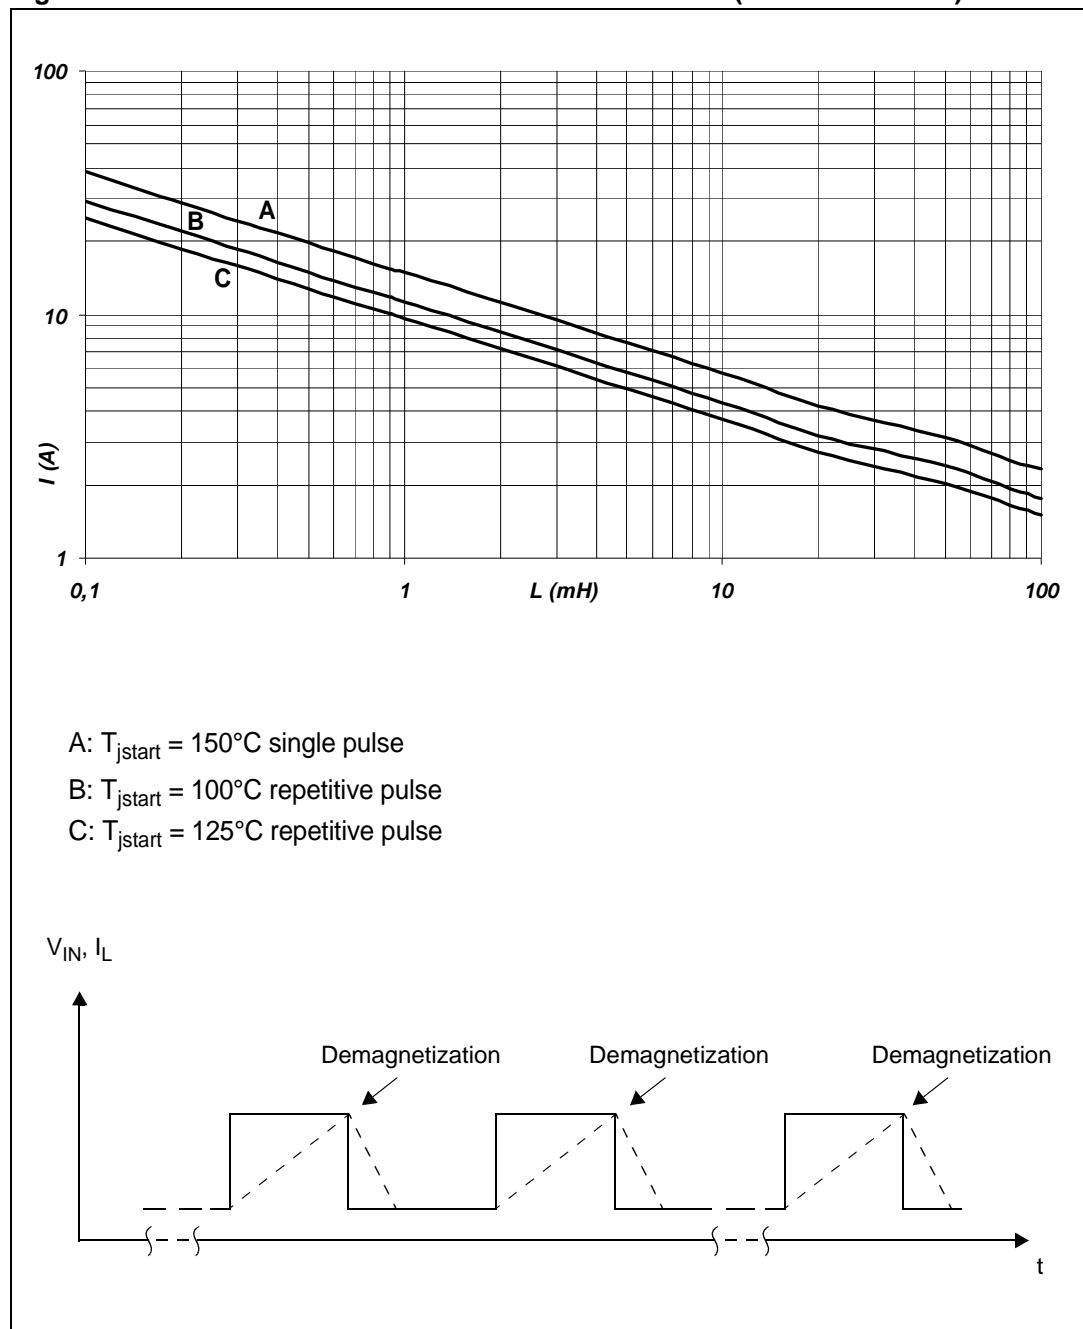 100
A
B
C
10
I (A)
1
0,1
1
L (mH)
10
100
A: Tjstart = 150°C single pulse
B: Tjstart = 100°C repetitive pulse
C: Tjstart = 125°C repetitive pulse
VIN, IL
Demagnetization
Demagnetization
Demagnetization
t